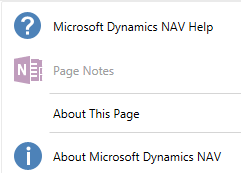 Microsoft Dynamics NAV Help
Page Notes
About This Page
About Microsoft Dynamics NAV